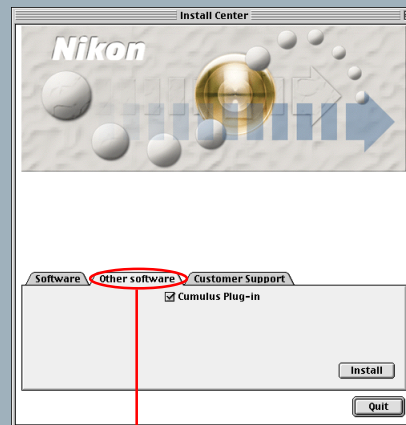 Install Center
Nikon
Software Other software Customer Support
Cumulus Plug-in
Install
Quit